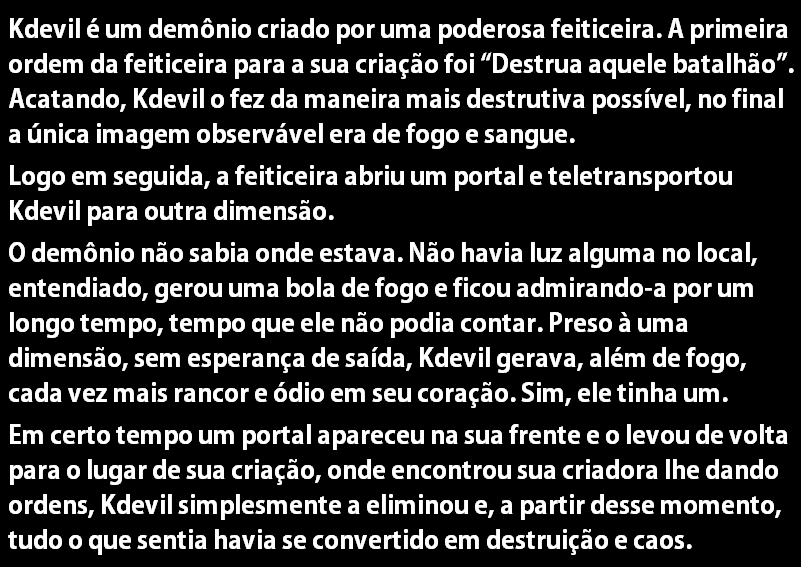 Kdevil é um demônio criado por uma poderosa feiticeira. A primeira
ordem da feiticeira para a sua criação foi “Destrua aquele batalhão”.
Acatando, Kdevil o fez da maneira mais destrutiva possível, no final
a única imagem observável era de fogo e sangue.
Logo em seguida, a feiticeira abriu um portal e teletransportou
Kdevil para outra dimensão.
O demônio não sabia onde estava. Não havia luz alguma no local,
entendiado, gerou uma bola de fogo e ficou admirando-a por um
longo tempo, tempo que ele não podia contar. Preso à uma
dimensão, sem esperança de saída, Kdevil gerava, além de fogo,
cada vez mais rancor e ódio em seu coração. Sim, ele tinha um.
Em certo tempo um portal apareceu na sua frente e o levou de volta
para o lugar de sua criação, onde encontrou sua criadora lhe dando
ordens, Kdevil simplesmente a eliminou e, a partir desse momento,
tudo o que sentia havia se convertido em destruição e caos.